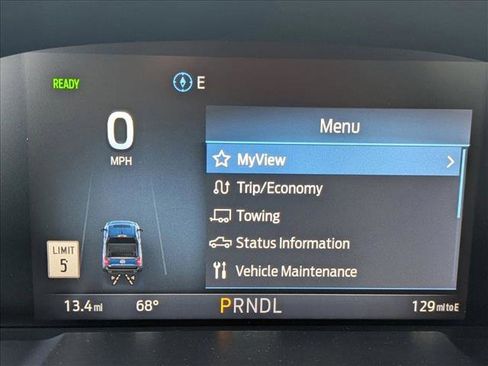 READY
E
0
MPH
Menu
MyView
Trip/Economy
Towing
Status Information
Vehicle Maintenance
LIMIT
5
13.4 mi 68° PRNDL 129 mi to E